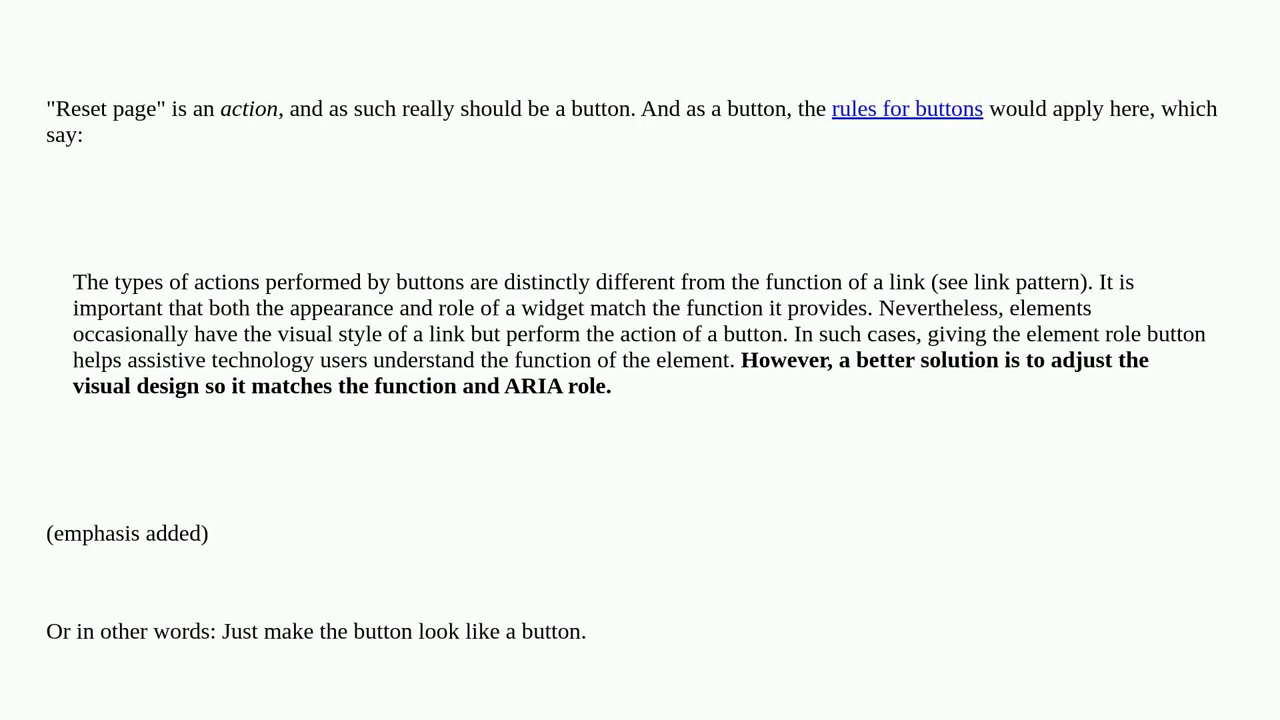 "Reset page" is an action, and as such really should be a button. And as a button, the rules for buttons would apply here, which
say:
The types of actions performed by buttons are distinctly different from the function of a link (see link pattern). It is
important that both the appearance and role of a widget match the function it provides. Nevertheless, elements
occasionally have the visual style of a link but perform the action of a button. In such cases, giving the element role button
helps assistive technology users understand the function of the element. However, a better solution is to adjust the
visual design so it matches the function and ARIA role.
(emphasis added)
Or in other words: Just make the button look like a button.